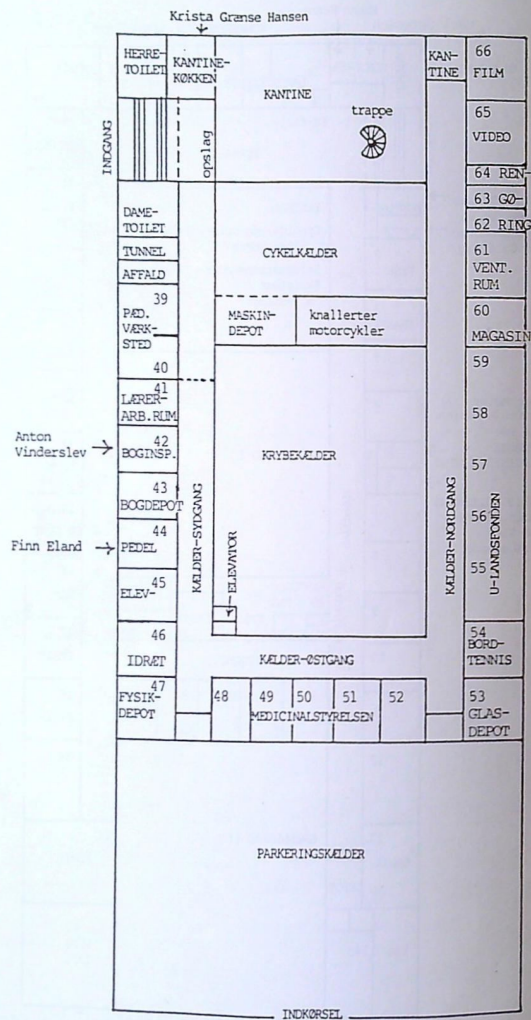 Krista Grænse Hansen
HERRE-
TOILET
KANTINE-
KØKKEN
KANTINE
trappe
KAN-
TINE
66
FILM
65
VIDEO
INDGANG
opslag
64 REN-
63 GØ-
62 RING
61
VENT.
RUM
60
MAGASIN
DAME-
TOILET
TUNNEL
AFFALD
39
PÆD.
VÆRK-
STED
40
41
LÆRER-
ARB.RUM
Anton
Vinderslev
42
BOGINSP.
43
BOGDEPOT
Finn Eland
44
PEDEL
45
ELEV-
46
IDRÆT
47
FYSIK-
DEPOT
CYKELKÆLDER
MASKIN-
DEPOT
knallerter
motorcykler
KRYBEKÆLDER
KÆLDER-SYDGANG
ELEVATOR
KÆLDER-NORDGANG
59
58
57
56
55
U-LANDSFONDEN
KÆLDER-ØSTGANG
54
BORD-
TENNIS
48 49 50 51 52
MEDICINALSTYRELSEN
53
GLAS-
DEPOT
PARKERINGSKÆLDER
INDKØRSEL